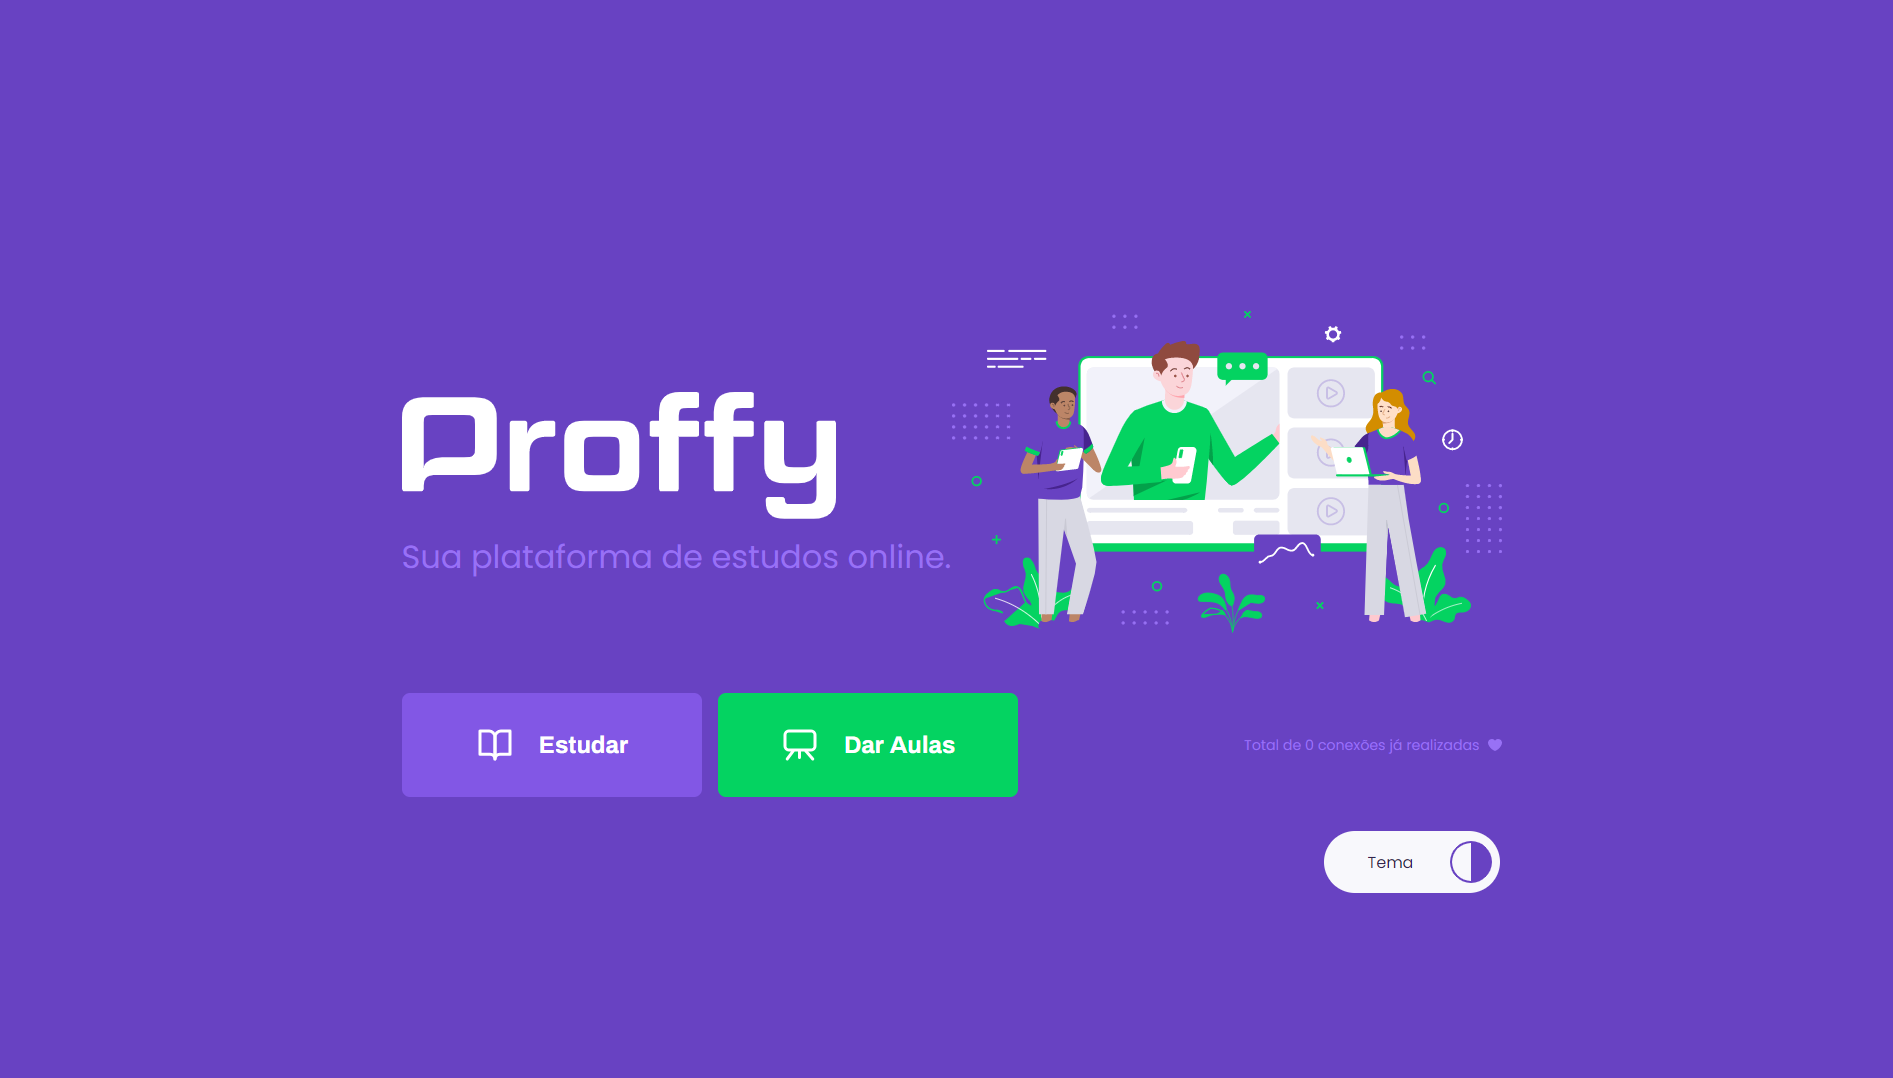 Proffy
Sua plataforma de estudos online.
Estudar
Dar Aulas
Total de 0 conexões já realizadas
Tema